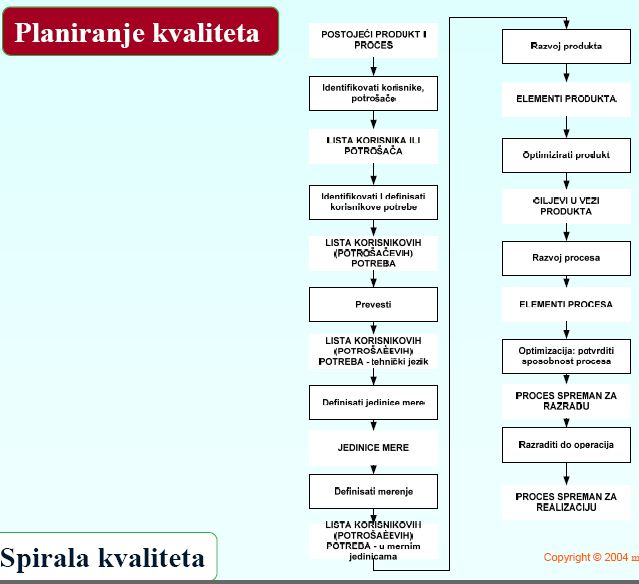 Planiranje kvaliteta
POSTOJEĆI PRODUKT I
PROCES
Identifikovati korisnike,
potrošače
LISTA KORISNIKA ILI
POTROŠAČA
Identifikovati I definisati
korisnikove potrebe
LISTA KORISNIKOVIH
(POTROŠAČEVIH)
POTREBA
Prevesti
LISTA KORISNIKOVIH
(POTROŠAČEVIH)
POTREBA - tehnički jezik
Definisati jedinice mere
JEDINICE MERE
Definisati merenje
LISTA KORISNIKOVIH
(POTROŠAČEVIH)
POTREBA - u mernim
jedinicama
Razvoj produkta
ELEMENTI PRODUKTA
Optimizirati produkt
CILJEVI U VEZI
PRODUKTA
Razvoj procesa
ELEMENTI PROCESA
Optimizacija: potvrditi
sposobnost procesa
PROCES SPREMAN ZA
RAZRADU
Razraditi do operacija
PROCES SPREMAN ZA
REALIZACIJU
Spirala kvaliteta
Copyright © 2004 m